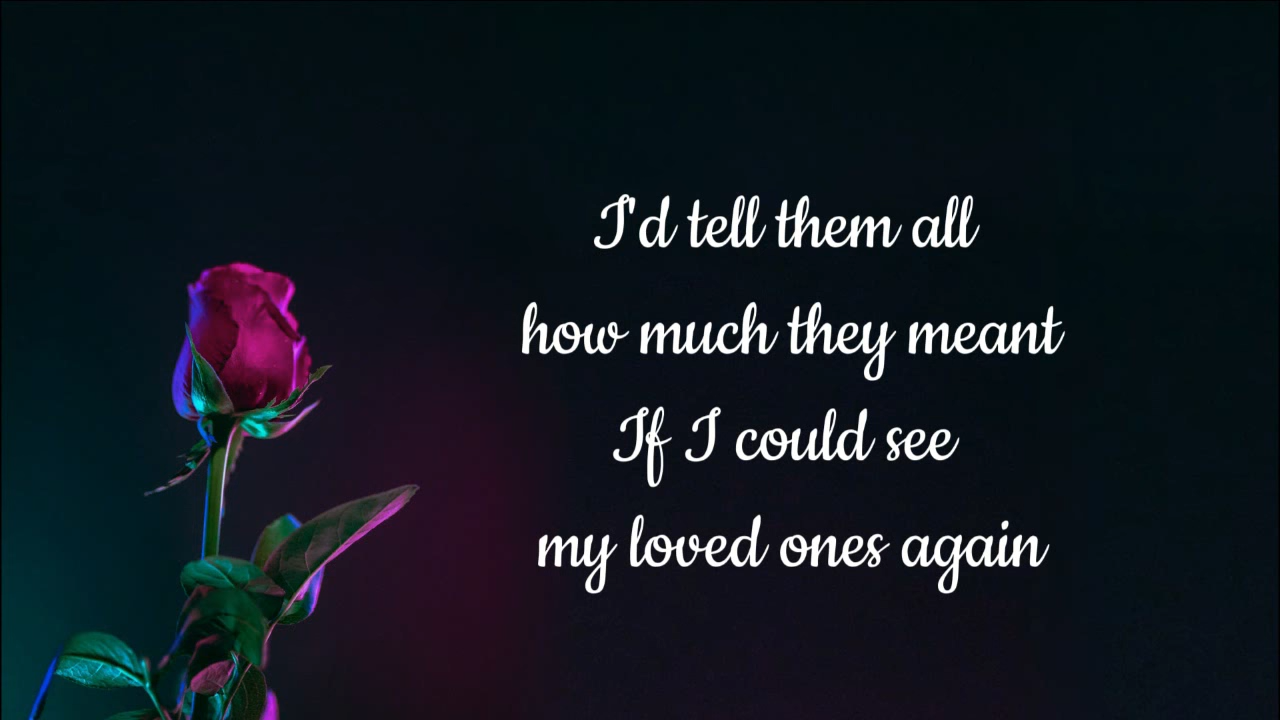 I'd tell them all
how much they meant
If I could see
my loved ones again